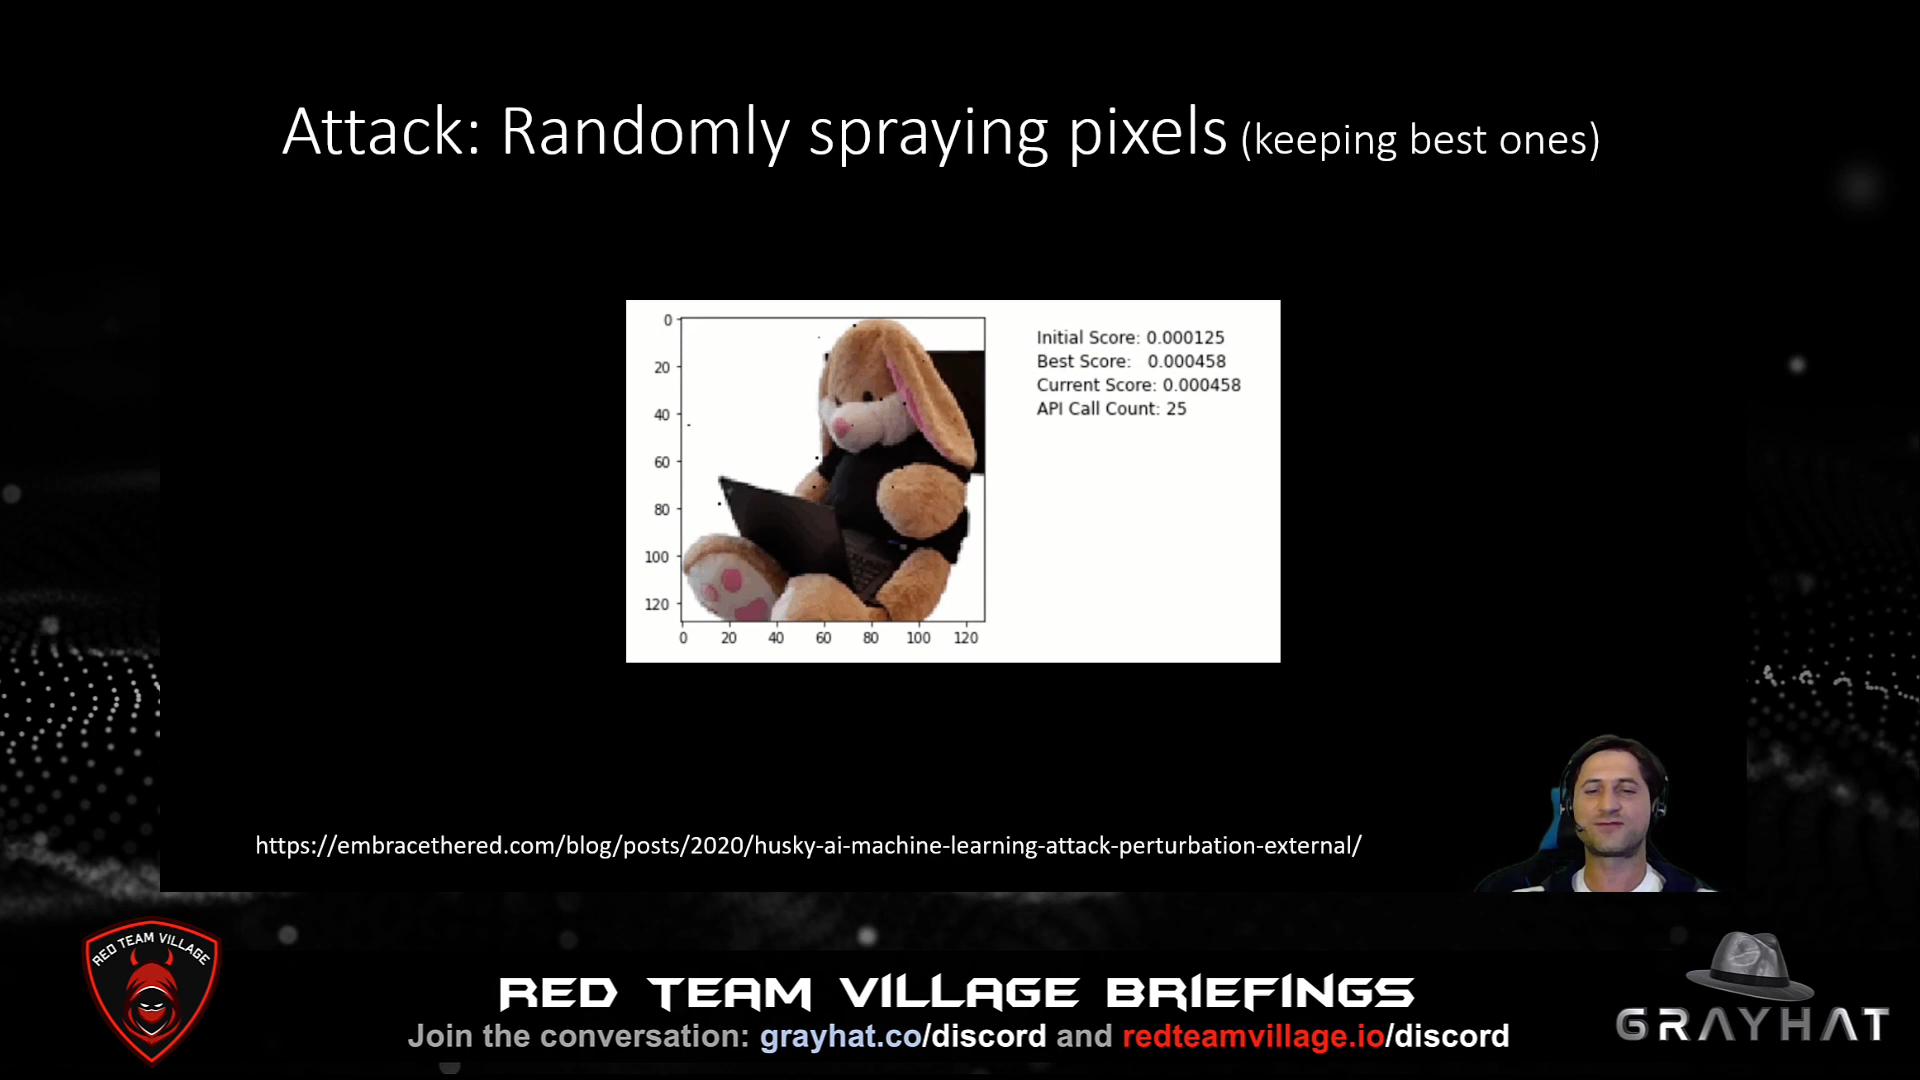 Attack: Randomly spraying pixels (keeping best ones)
0
20
40
60
80
100
120
0 20 40 60 80 100 120
Initial Score: 0.000125
Best Score: 0.000458
Current Score: 0.000458
API Call Count: 25
https://embracethered.com/blog/posts/2020/husky-ai-machine-learning-attack-perturbation-external/
RED TEAM VILLAGE
RED TEAM VILLAGE BRIEFINGS
Join the conversation: grayhat.co/discord and redteamvillage.io/discord
GRAYHAT